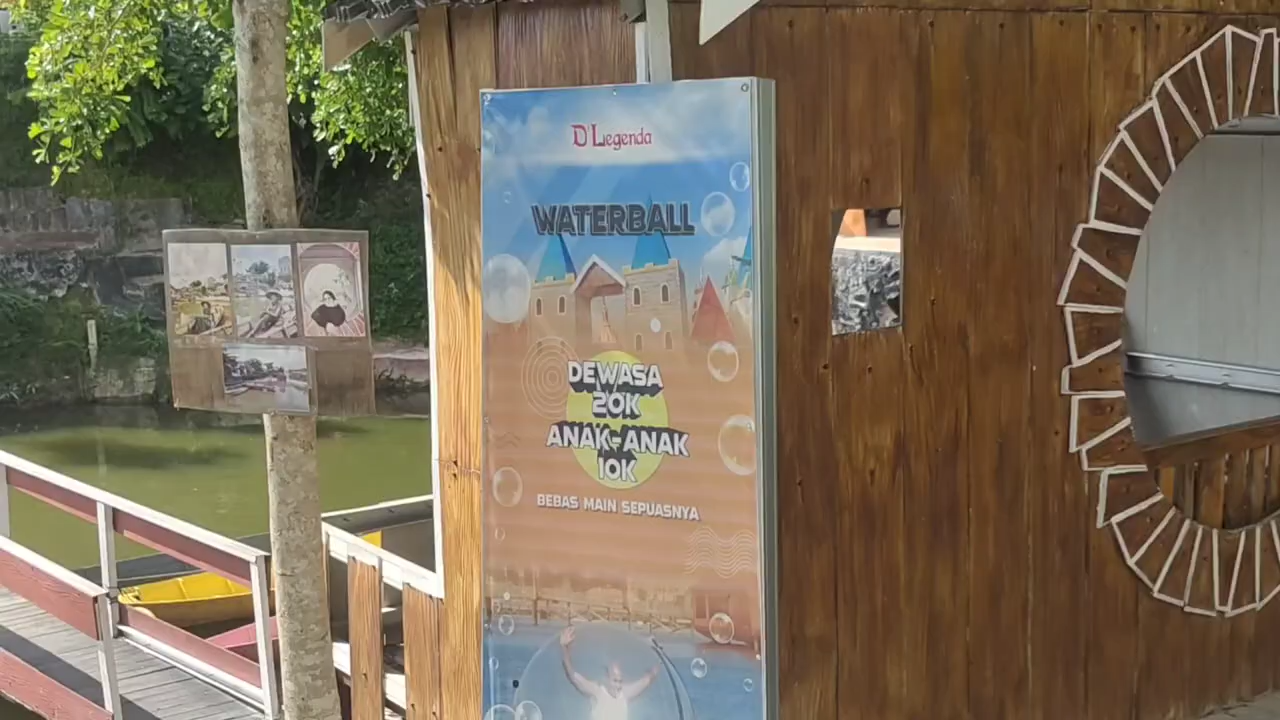 D'Legenda
WATERBALL
DEWASA
20K
ANAK-ANAK
10K
BEBAS MAIN SEPUASNYA